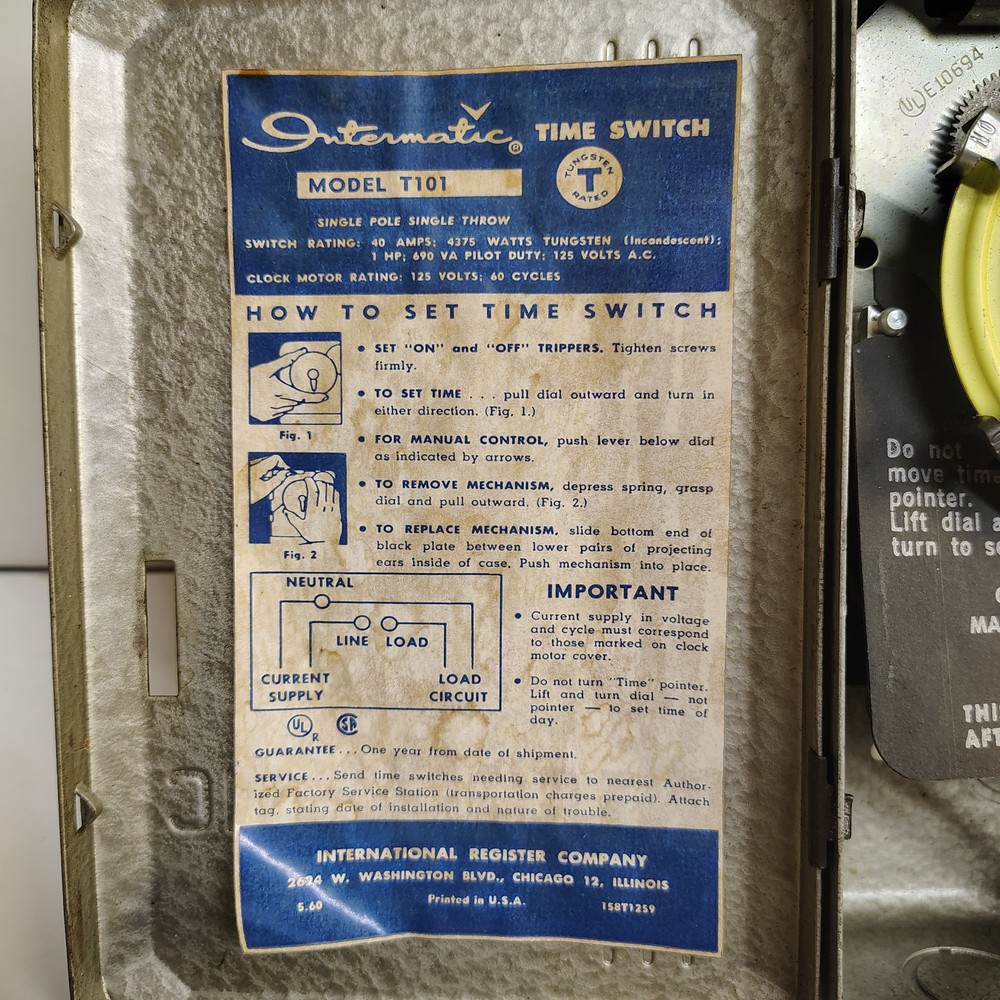 Intermatic ® TIME SWITCH
TUNGSTEN T RATED
MODEL T101
SINGLE POLE SINGLE THROW
SWITCH RATING: 40 AMPS; 4375 WATTS TUNGSTEN (Incandescent);
1 HP; 690 VA PILOT DUTY; 125 VOLTS A.C.
CLOCK MOTOR RATING: 125 VOLTS; 60 CYCLES
HOW TO SET TIME SWITCH
• SET "ON" and "OFF" TRIPPERS. Tighten screws
firmly.
• TO SET TIME . . . pull dial outward and turn in
either direction. (Fig. 1.)
Fig. 1
• FOR MANUAL CONTROL, push lever below dial
as indicated by arrows.
• TO REMOVE MECHANISM, depress spring, grasp
dial and pull outward. (Fig. 2.)
Fig. 2
• TO REPLACE MECHANISM, slide bottom end of
black plate between lower pairs of projecting
ears inside of case. Push mechanism into place.
NEUTRAL
LINE LOAD
CURRENT SUPPLY
LOAD CIRCUIT
IMPORTANT
• Current supply in voltage
and cycle must correspond
to those marked on clock
motor cover.
• Do not turn "Time" pointer.
Lift and turn dial — not
pointer — to set time of
day.
UL R SA
GUARANTEE . . . One year from date of shipment.
SERVICE . . . Send time switches needing service to nearest Author-
ized Factory Service Station (transportation charges prepaid). Attach
tag, stating date of installation and nature of trouble.
INTERNATIONAL REGISTER COMPANY
2624 W. WASHINGTON BLVD., CHICAGO 12, ILLINOIS
5.60 Printed in U.S.A. 158T1259
UL E10694
Do not
move time
pointer.
Lift dial a
turn to s
MA
THI
AFT